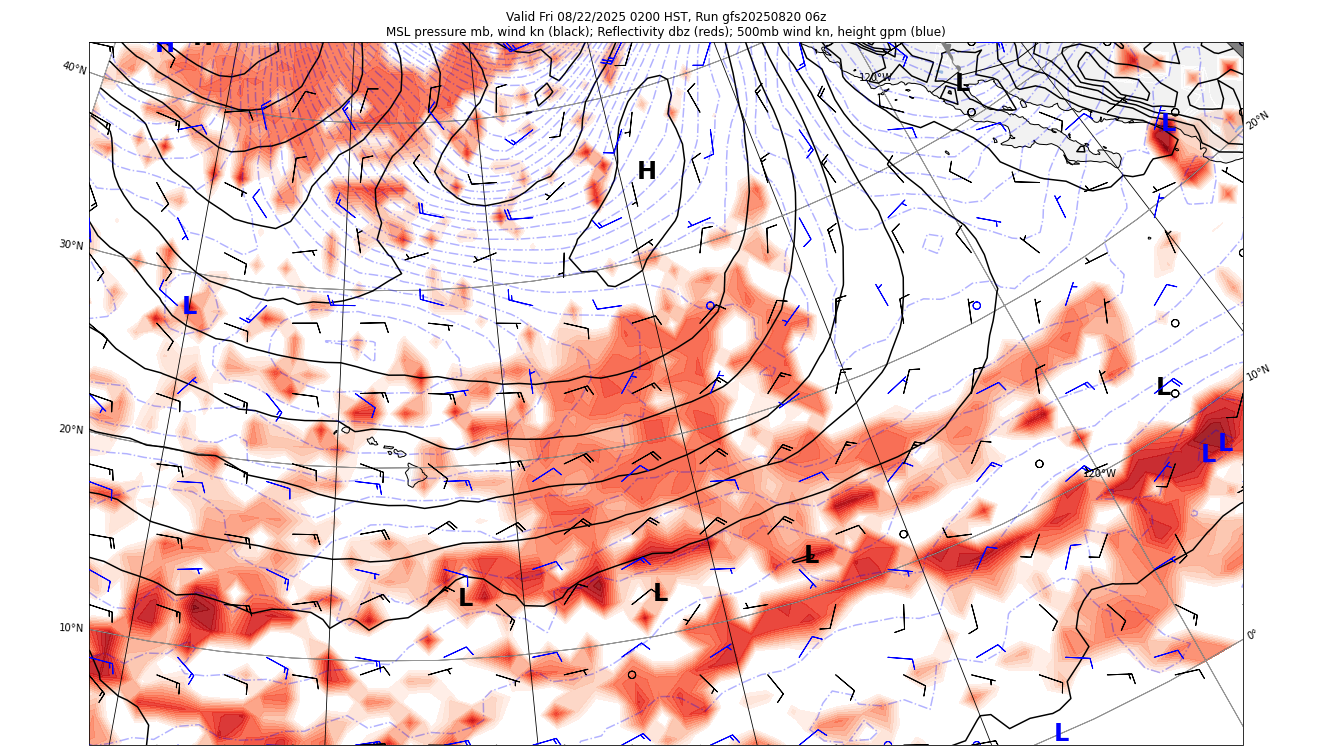 Valid Fri 08/22/2025 0200 HST, Run gfs20250820 06z
MSL pressure mb, wind kn (black); Reflectivity dbz (reds); 500mb wind kn, height gpm (blue)
H
40°N
120°W
L
L
20°N
H
30°N
L
10°N
L
20°N
L
L
120°W
L
L
L
10°N
0°
L